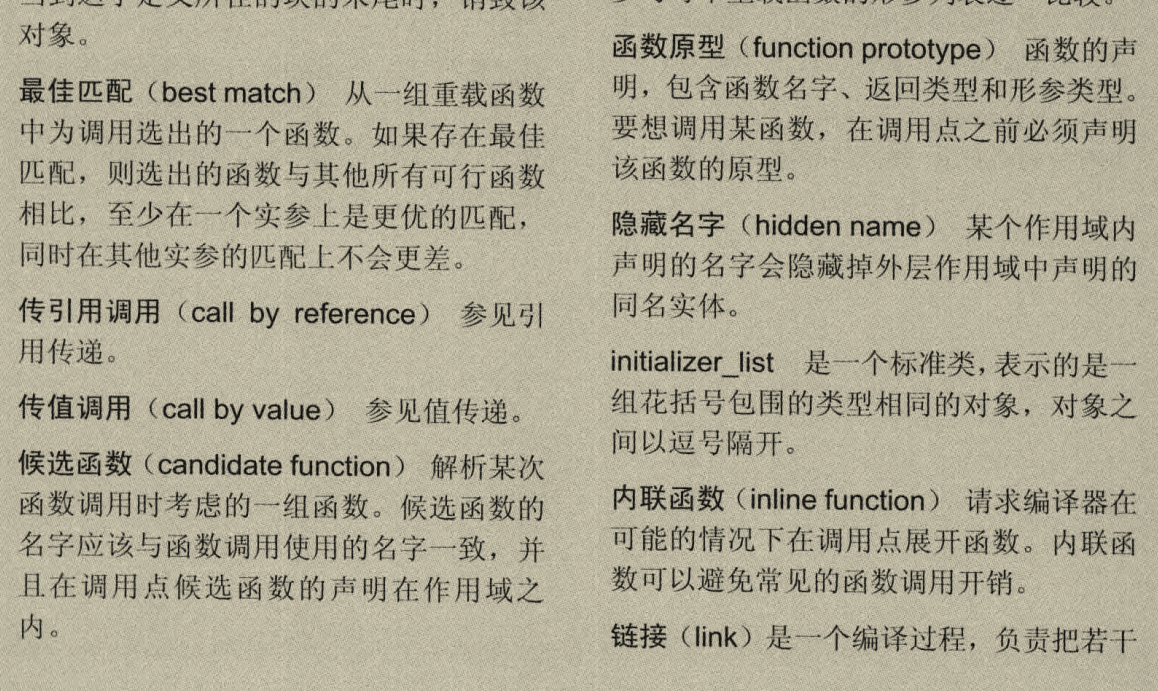 对象。
最佳匹配（best match） 从一组重载函数
中为调用选出的一个函数。如果存在最佳
匹配，则选出的函数与其他所有可行函数
相比，至少在一个实参上是更优的匹配，
同时在其他实参的匹配上不会更差。
传引用调用（call by reference） 参见引
用传递。
传值调用（call by value） 参见值传递。
候选函数（candidate function） 解析某次
函数调用时考虑的一组函数。候选函数的
名字应该与函数调用使用的名字一致，并
且在调用点候选函数的声明在作用域之
内。
函数原型（function prototype） 函数的声
明，包含函数名字、返回类型和形参类型。
要想调用某函数，在调用点之前必须声明
该函数的原型。
隐藏名字（hidden name） 某个作用域内
声明的名字会隐藏掉外层作用域中声明的
同名实体。
initializer_list 是一个标准类，表示的是一
组花括号包围的类型相同的对象，对象之
间以逗号隔开。
内联函数（inline function） 请求编译器在
可能的情况下在调用点展开函数。内联函
数可以避免常见的函数调用开销。
链接（link）是一个编译过程，负责把若干